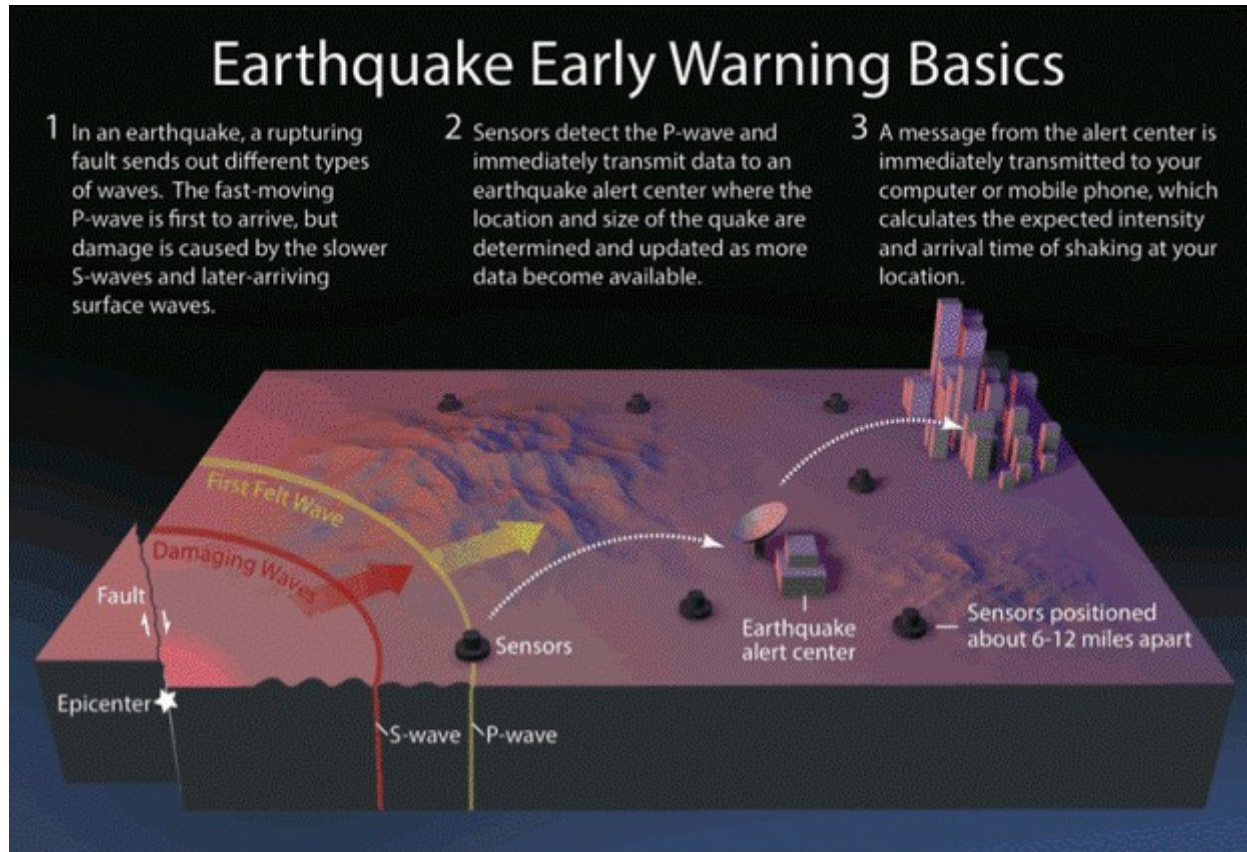 Earthquake Early Warning Basics
1 In an earthquake, a rupturing
fault sends out different types
of waves. The fast-moving
P-wave is first to arrive, but
damage is caused by the slower
S-waves and later-arriving
surface waves.
2 Sensors detect the P-wave and
immediately transmit data to an
earthquake alert center where the
location and size of the quake are
determined and updated as more
data become available.
3 A message from the alert center is
immediately transmitted to your
computer or mobile phone, which
calculates the expected intensity
and arrival time of shaking at your
location.
First Felt Wave
Damaging Waves
Fault
Sensors
Earthquake
alert center
Sensors positioned
about 6-12 miles apart
Epicenter
S-wave
P-wave